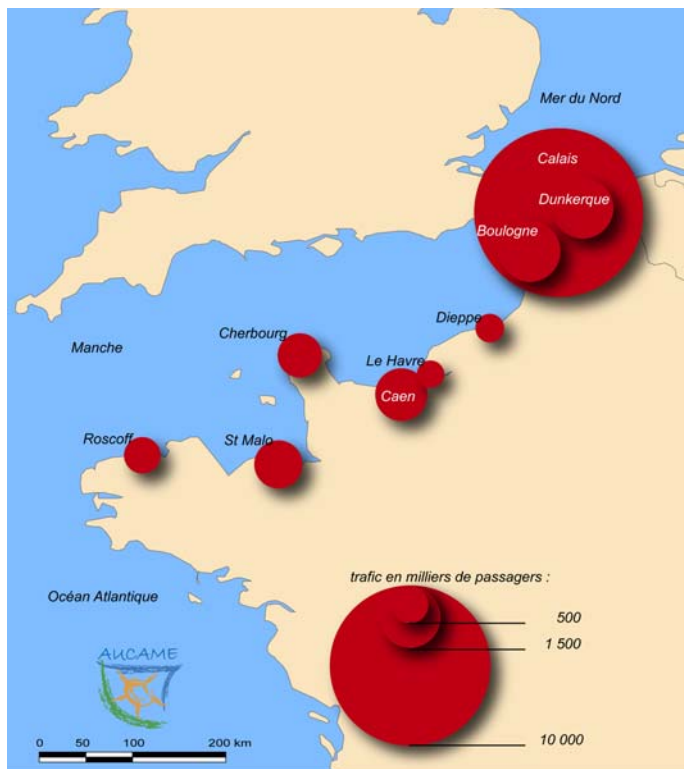 Mer du Nord
Calais
Dunkerque
Boulogne
Dieppe
Cherbourg
Manche
Le Havre
Caen
Roscoff
St Malo
trafic en milliers de passagers :
Océan Atlantique
500
1 500
AUCAME
10 000
0 50 100 200 km